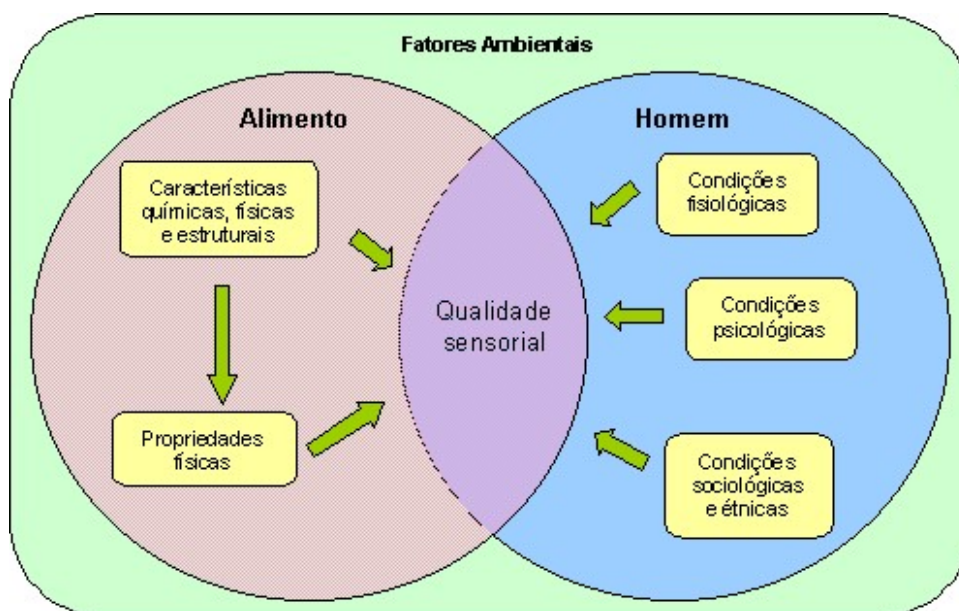 Fatores Ambientais
Alimento
Homem
Características
químicas, físicas
e estruturais
Propriedades
físicas
Qualidade
sensorial
Condições
fisiológicas
Condições
psicológicas
Condições
sociológicas
e étnicas